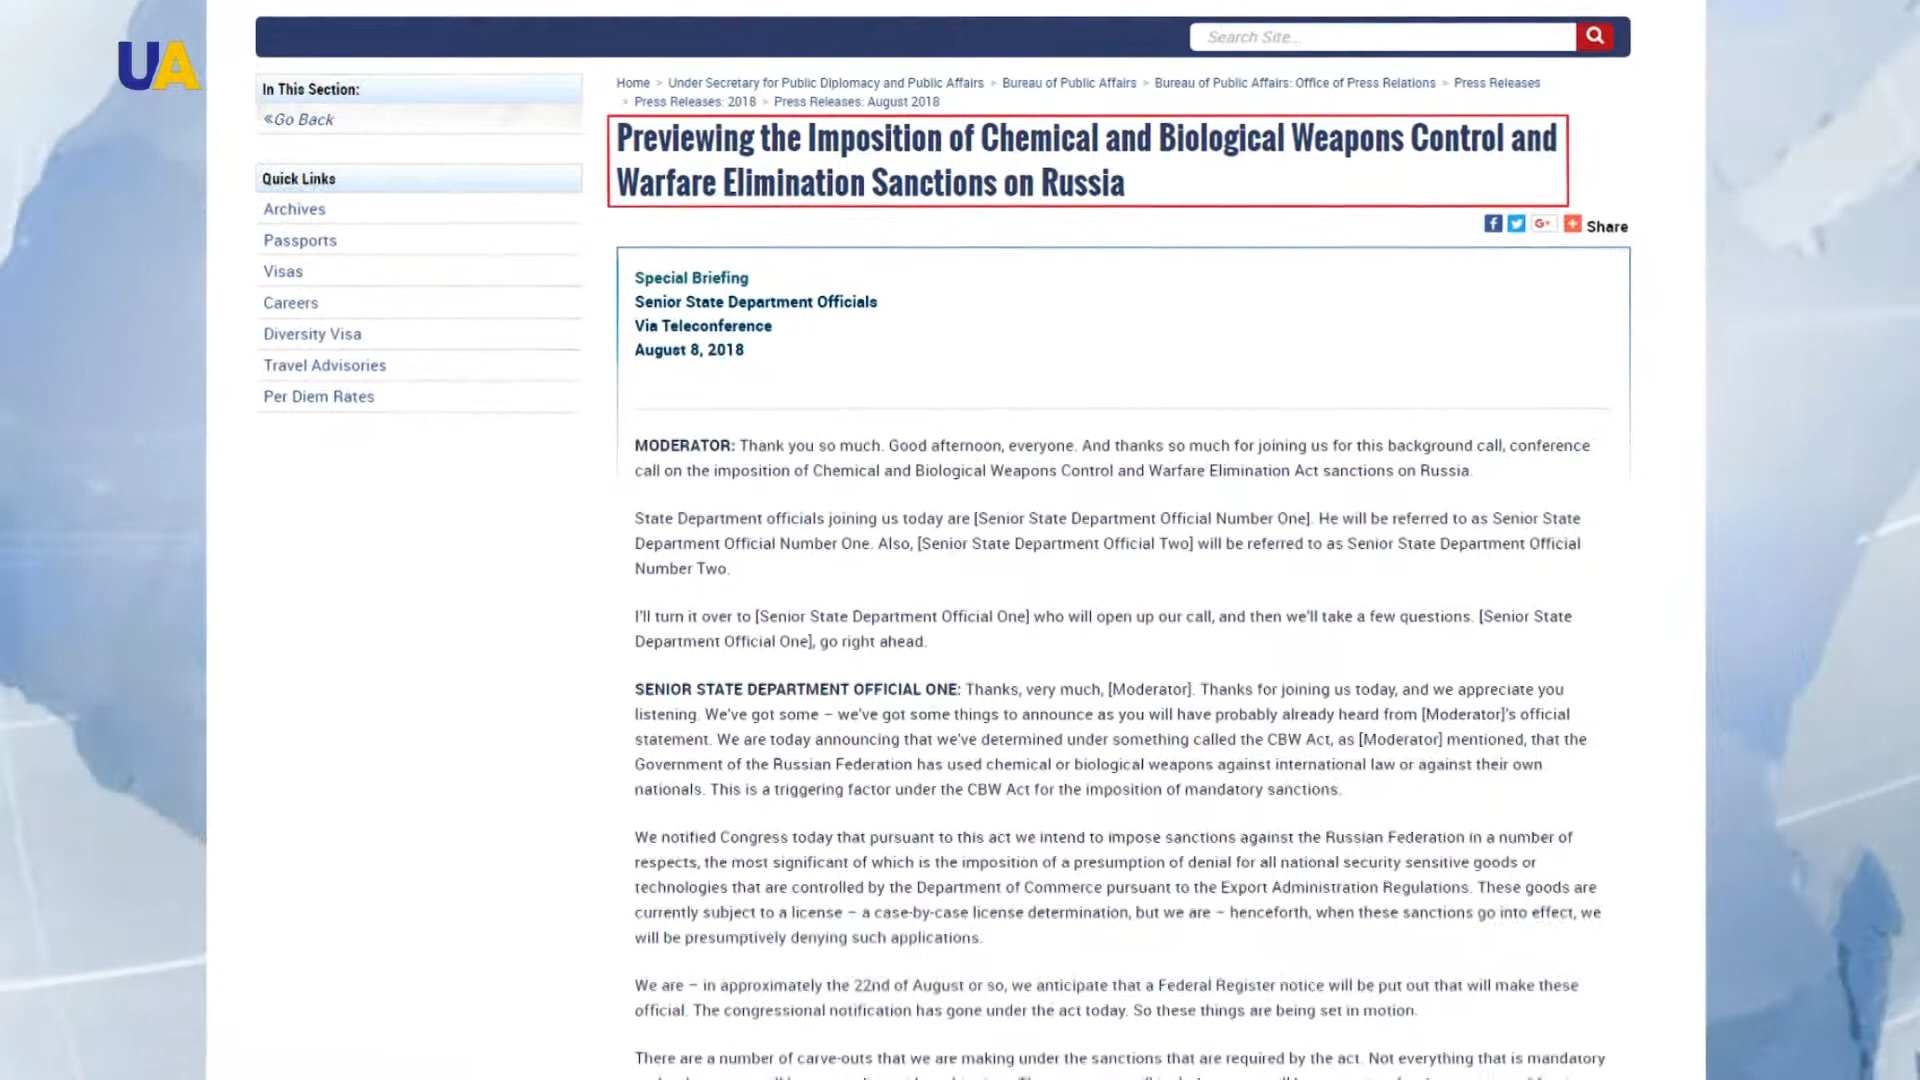 UA
Search Site...
In This Section:
«Go Back
Quick Links
Archives
Passports
Visas
Careers
Diversity Visa
Travel Advisories
Per Diem Rates
Home > Under Secretary for Public Diplomacy and Public Affairs > Bureau of Public Affairs > Bureau of Public Affairs: Office of Press Relations > Press Releases
> Press Releases: 2018 > Press Releases: August 2018
Previewing the Imposition of Chemical and Biological Weapons Control and
Warfare Elimination Sanctions on Russia
f G+ + Share
Special Briefing
Senior State Department Officials
Via Teleconference
August 8, 2018
MODERATOR: Thank you so much. Good afternoon, everyone. And thanks so much for joining us for this background call, conference
call on the imposition of Chemical and Biological Weapons Control and Warfare Elimination Act sanctions on Russia.
State Department officials joining us today are [Senior State Department Official Number One]. He will be referred to as Senior State
Department Official Number One. Also, [Senior State Department Official Two] will be referred to as Senior State Department Official
Number Two.
I'll turn it over to [Senior State Department Official One] who will open up our call, and then we'll take a few questions. [Senior State
Department Official One], go right ahead.
SENIOR STATE DEPARTMENT OFFICIAL ONE: Thanks, very much, [Moderator]. Thanks for joining us today, and we appreciate you
listening. We've got some – we've got some things to announce as you will have probably already heard from [Moderator]'s official
statement. We are today announcing that we've determined under something called the CBW Act, as [Moderator] mentioned, that the
Government of the Russian Federation has used chemical or biological weapons against international law or against their own
nationals. This is a triggering factor under the CBW Act for the imposition of mandatory sanctions.
We notified Congress today that pursuant to this act we intend to impose sanctions against the Russian Federation in a number of
respects, the most significant of which is the imposition of a presumption of denial for all national security sensitive goods or
technologies that are controlled by the Department of Commerce pursuant to the Export Administration Regulations. These goods are
currently subject to a license – a case-by-case license determination, but we are – henceforth, when these sanctions go into effect, we
will be presumptively denying such applications.
We are – in approximately the 22nd of August or so, we anticipate that a Federal Register notice will be put out that will make these
official. The congressional notification has gone under the act today. So these things are being set in motion.
There are a number of carve-outs that we are making under the sanctions that are required by the act. Not everything that is mandatory